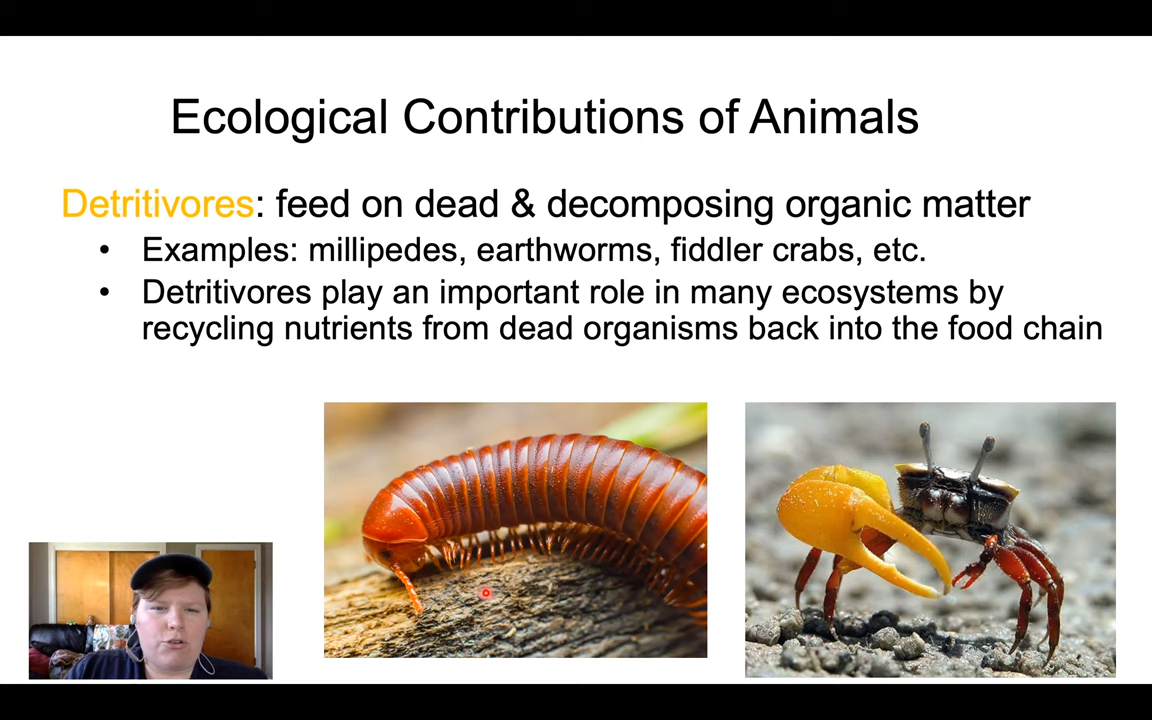 Ecological Contributions of Animals
Detritivores: feed on dead & decomposing organic matter
• Examples: millipedes, earthworms, fiddler crabs, etc.
• Detritivores play an important role in many ecosystems by
recycling nutrients from dead organisms back into the food chain